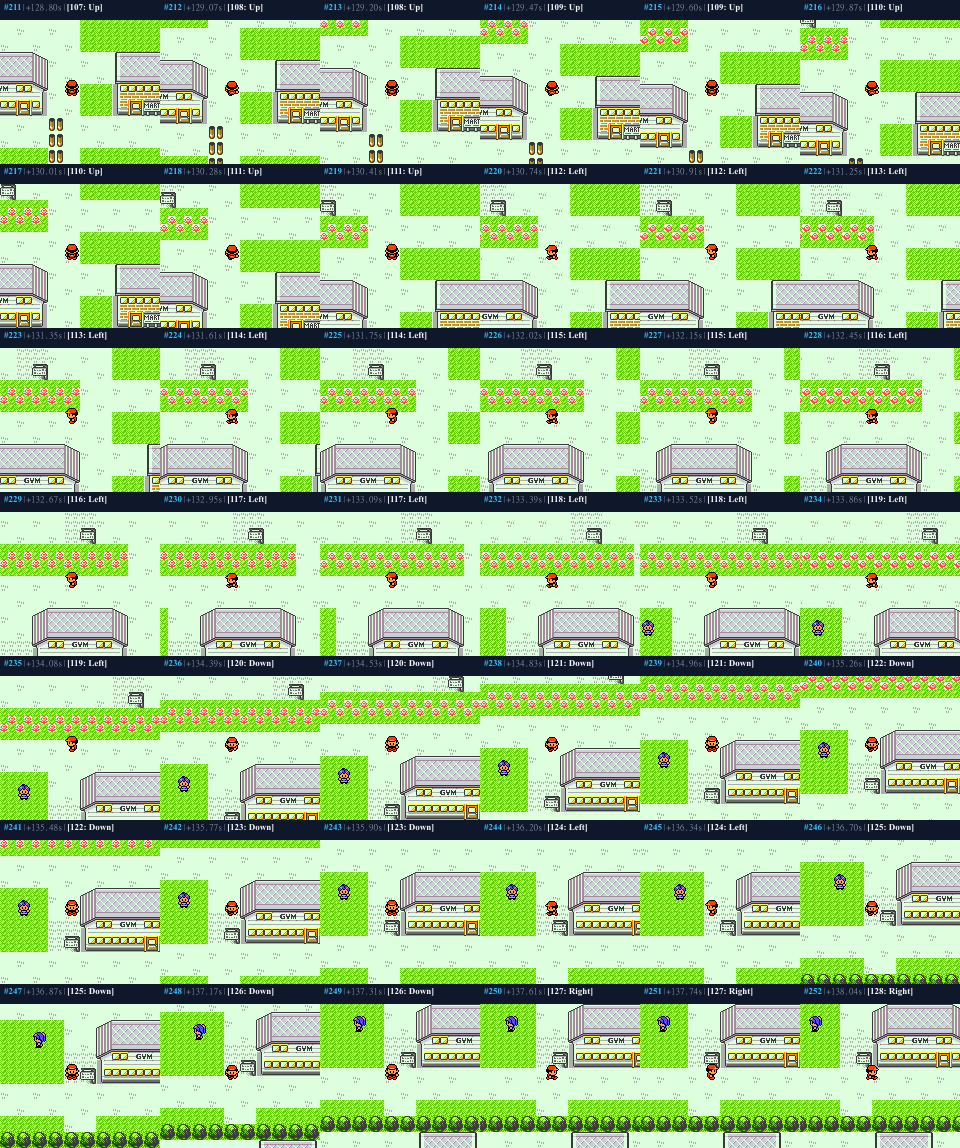 #211|+128.80s|[107: Up] #212|+129.07s|[108: Up] #213|+129.20s|[108: Up] #214|+129.47s|[109: Up] #215|+129.60s|[109: Up] #216|+129.87s|[110: Up]
YM MART YM MART MART MART
#217|+130.01s|[110: Up] #218|+130.28s|[111: Up] #219|+130.41s|[111: Up] #220|+130.74s|[112: Left] #221|+130.91s|[112: Left] #222|+131.25s|[113: Left]
YM MART YM GYM GYM GYM
#223|+131.35s|[113: Left] #224|+131.61s|[114: Left] #225|+131.75s|[114: Left] #226|+132.02s|[115: Left] #227|+132.15s|[115: Left] #228|+132.45s|[116: Left]
GYM GYM GYM GYM GYM GYM
#229|+132.67s|[116: Left] #230|+132.95s|[117: Left] #231|+133.09s|[117: Left] #232|+133.39s|[118: Left] #233|+133.52s|[118: Left] #234|+133.86s|[119: Left]
GYM GYM GYM GYM GYM GYM
#235|+134.08s|[119: Left] #236|+134.39s|[120: Down] #237|+134.53s|[120: Down] #238|+134.83s|[121: Down] #239|+134.96s|[121: Down] #240|+135.26s|[122: Down]
GYM GYM GYM GYM GYM GYM
#241|+135.48s|[122: Down] #242|+135.77s|[123: Down] #243|+135.90s|[123: Down] #244|+136.20s|[124: Left] #245|+136.34s|[124: Left] #246|+136.70s|[125: Down]
GYM GYM GYM GYM GYM GYM
#247|+136.87s|[125: Down] #248|+137.17s|[126: Down] #249|+137.31s|[126: Down] #250|+137.61s|[127: Right] #251|+137.74s|[127: Right] #252|+138.04s|[128: Right]
GYM GYM GYM GYM GYM GYM